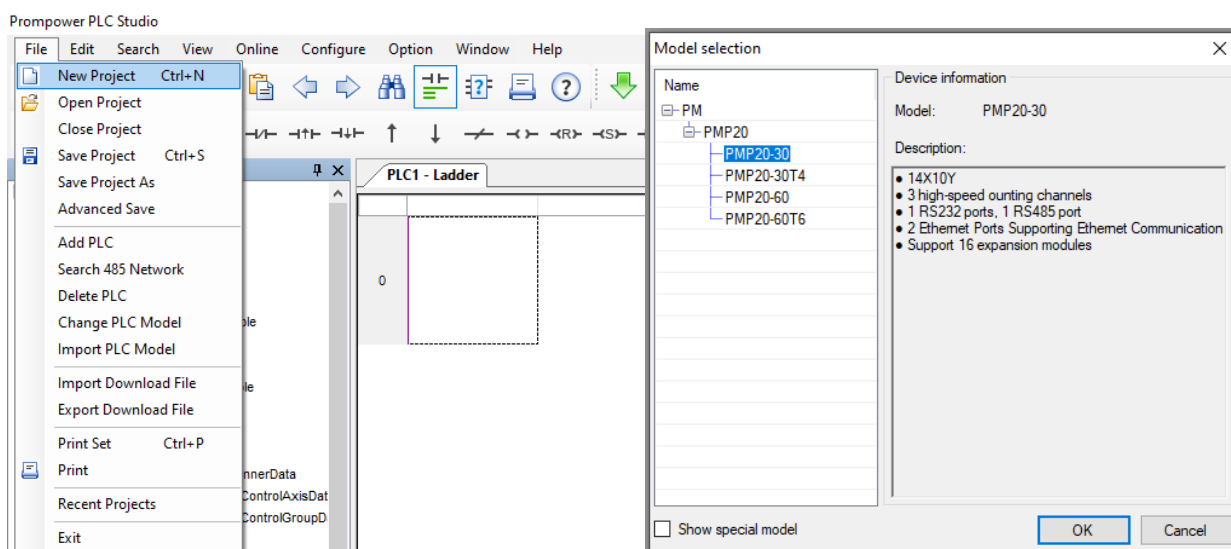 Prompower PLC Studio
File Edit Search View Online Configure Option Window Help
New Project Ctrl+N
Open Project
Close Project
Save Project Ctrl+S
Save Project As
Advanced Save
Add PLC
Search 485 Network
Delete PLC
Change PLC Model
Import PLC Model
Import Download File
Export Download File
Print Set Ctrl+P
Print
Recent Projects
Exit
(R)
(S)
PLC1 - Ladder
0
ble
le
nnerData
ControlAxisDat
ControlGroupD
Model selection
Name
PM
PMP20
PMP20-30
PMP20-30T4
PMP20-60
PMP20-60T6
Device information
Model: PMP20-30
Description:
● 14X10Y
● 3 high-speed ounting channels
● 1 RS232 ports, 1 RS485 port
● 2 Ethernet Ports Supporting Ethernet Communication
● Support 16 expansion modules
Show special model
OK
Cancel